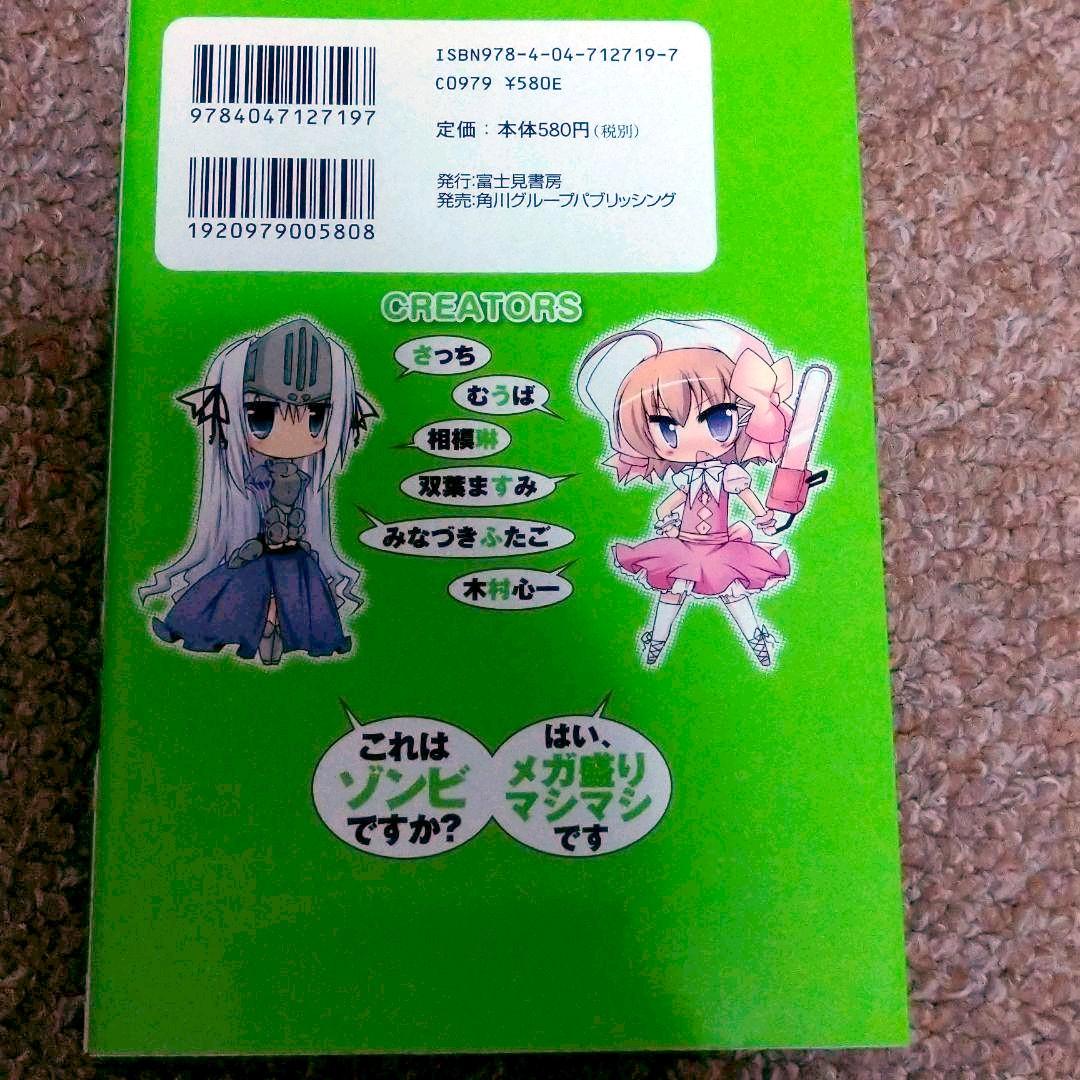 ISBN978-4-04-712719-7
C0979 ¥580E
9784047127197
定価：本体580円（税別）
発行:富士見書房
発売:角川グループパブリッシング
1920979005808
CREATORS
さっち
むうば
相模琳
双葉ますみ
みなづきふたご
木村心一
これは
ゾンビ
ですか?
はい、
メガ盛り
マシマシ
です